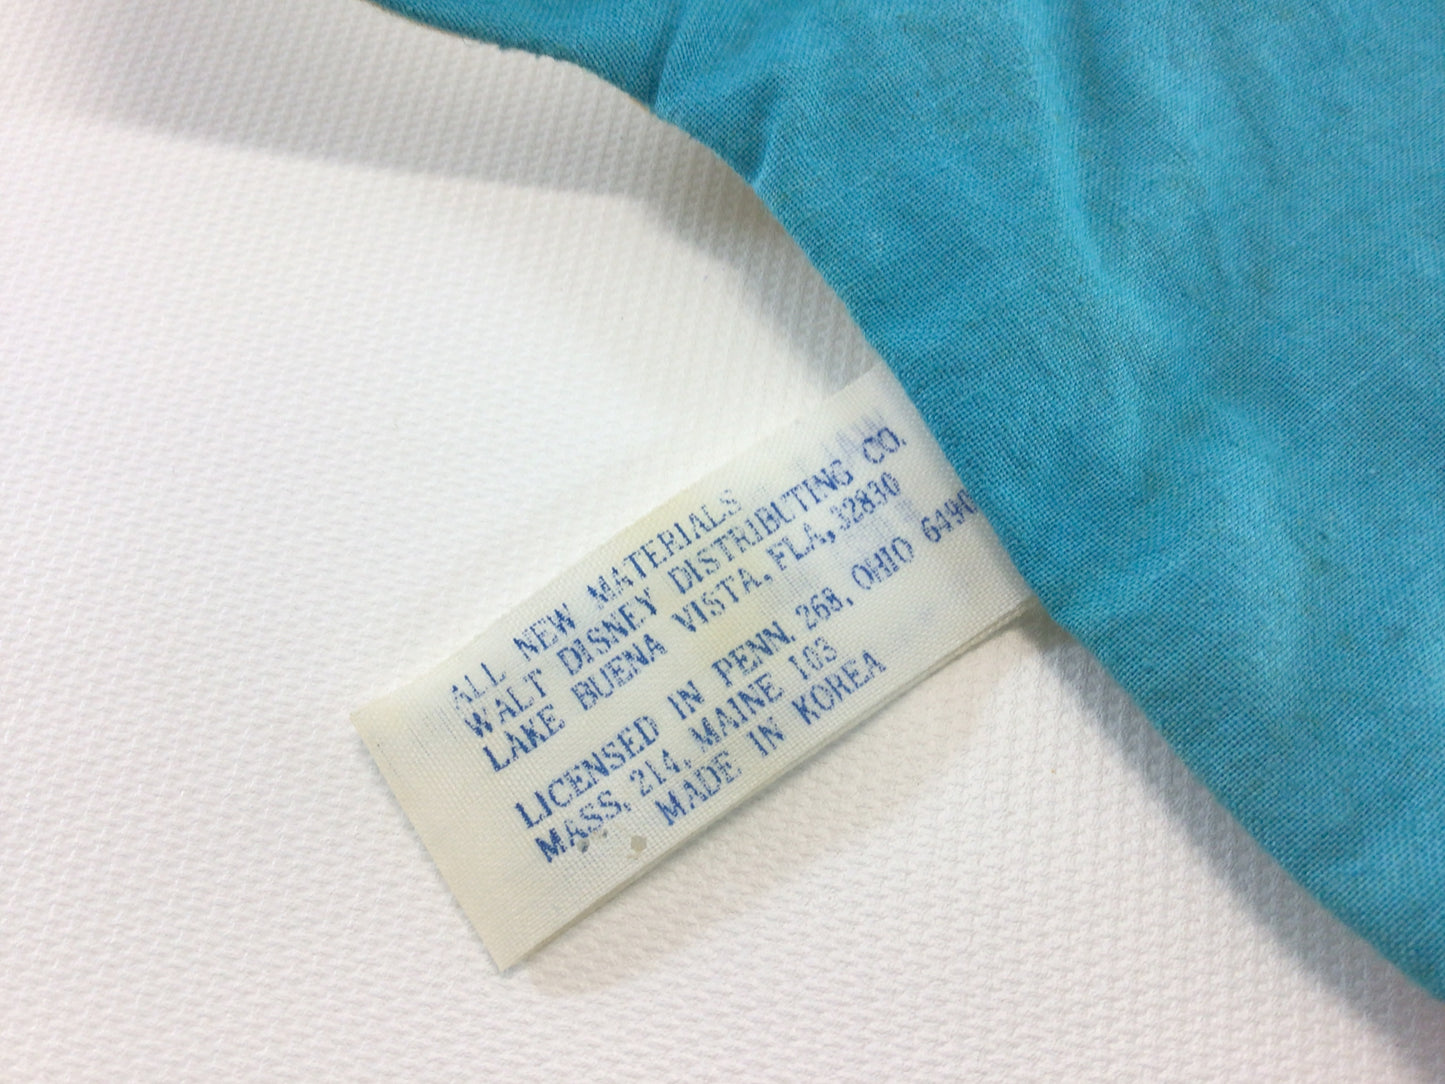 ALL NEW MATERIALS
WALT DISNEY DISTRIBUTING CO.
LAKE BUENA VISTA, FLA, 32830
LICENSED IN PENN, 268, OHIO 6490
MASS, 214, MAINE 103
MADE IN KOREA